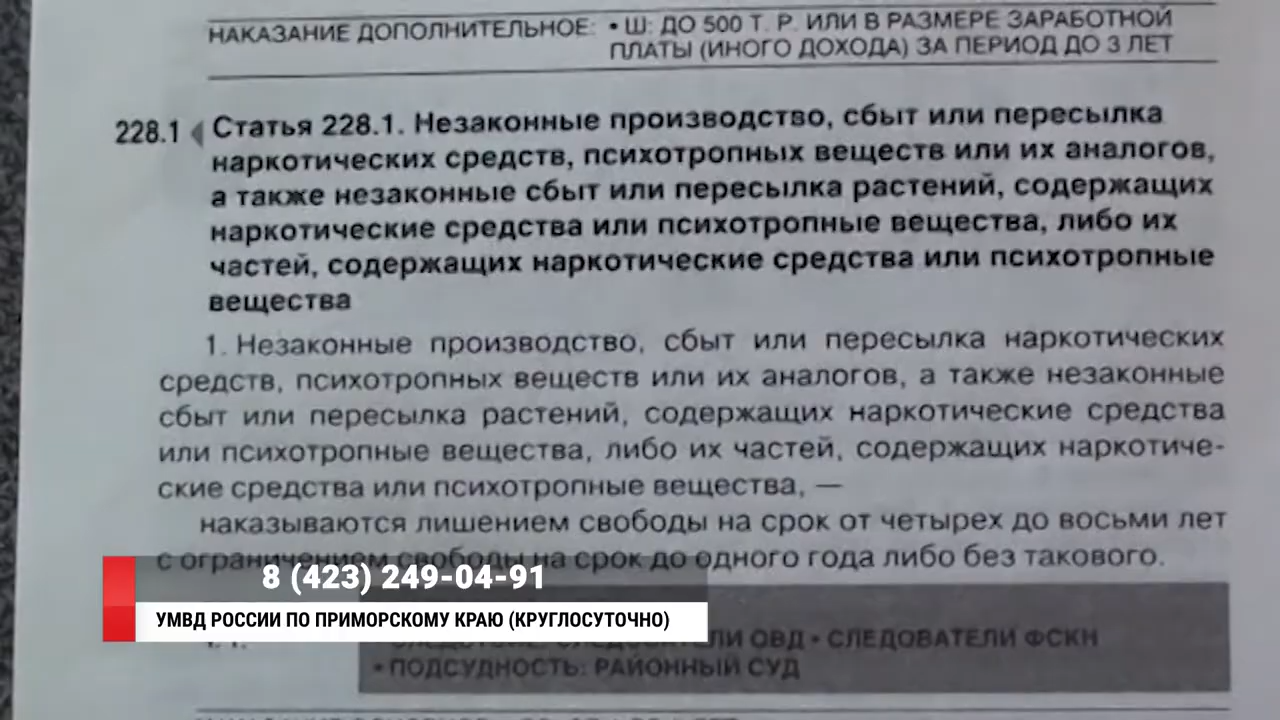 НАКАЗАНИЕ ДОПОЛНИТЕЛЬНОЕ: • Ш: ДО 500 Т. Р. ИЛИ В РАЗМЕРЕ ЗАРАБОТНОЙ
ПЛАТЫ (ИНОГО ДОХОДА) ЗА ПЕРИОД ДО 3 ЛЕТ
228.1 Статья 228.1. Незаконные производство, сбыт или пересылка
наркотических средств, психотропных веществ или их аналогов,
а также незаконные сбыт или пересылка растений, содержащих
наркотические средства или психотропные вещества, либо их
частей, содержащих наркотические средства или психотропные
вещества
1. Незаконные производство, сбыт или пересылка наркотических
средств, психотропных веществ или их аналогов, а также незаконные
сбыт или пересылка растений, содержащих наркотические средства
или психотропные вещества, либо их частей, содержащих наркотиче-
ские средства или психотропные вещества, —
наказываются лишением свободы на срок от четырех до восьми лет
с ограничением свободы на срок до одного года либо без такового.
8 (423) 249-04-91
УМВД РОССИИ ПО ПРИМОРСКОМУ КРАЮ (КРУГЛОСУТОЧНО)
ОВД • СЛЕДОВАТЕЛИ ФСКН
• ПОДСУДНОСТЬ: РАЙОННЫЙ СУД